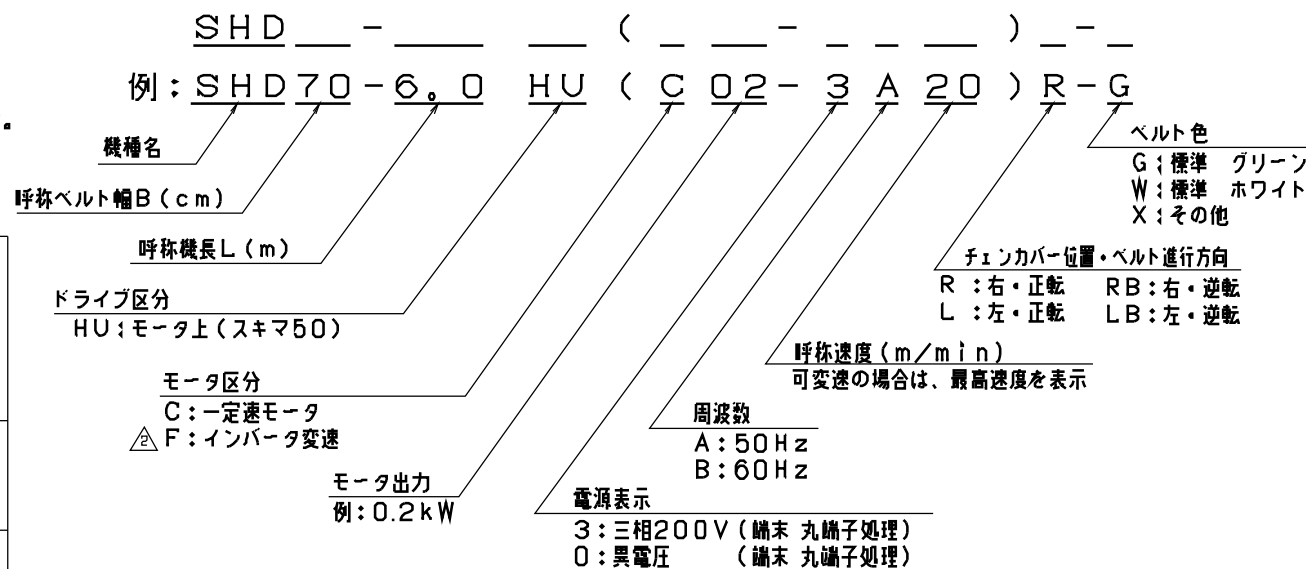 SHD - ( - ) -
例：SHD70-6.0 HU (C02-3A20)R-G
機種名
呼称ベルト幅B(cm)
呼称機長L(m)
ドライブ区分
HU：モータ上(スキマ50)
モータ区分
C：一定速モータ
2 F：インバータ変速
モータ出力
例：0.2kW
電源表示
3：三相200V(端末 丸端子処理)
0：異電圧 (端末 丸端子処理)
周波数
A：50Hz
B：60Hz
呼称速度(m/min)
可変速の場合は、最高速度を表示
チェンカバー位置・ベルト進行方向
R ：右・正転 RB：右・逆転
L ：左・正転 LB：左・逆転
ベルト色
G：標準 グリーン
W：標準 ホワイト
X：その他